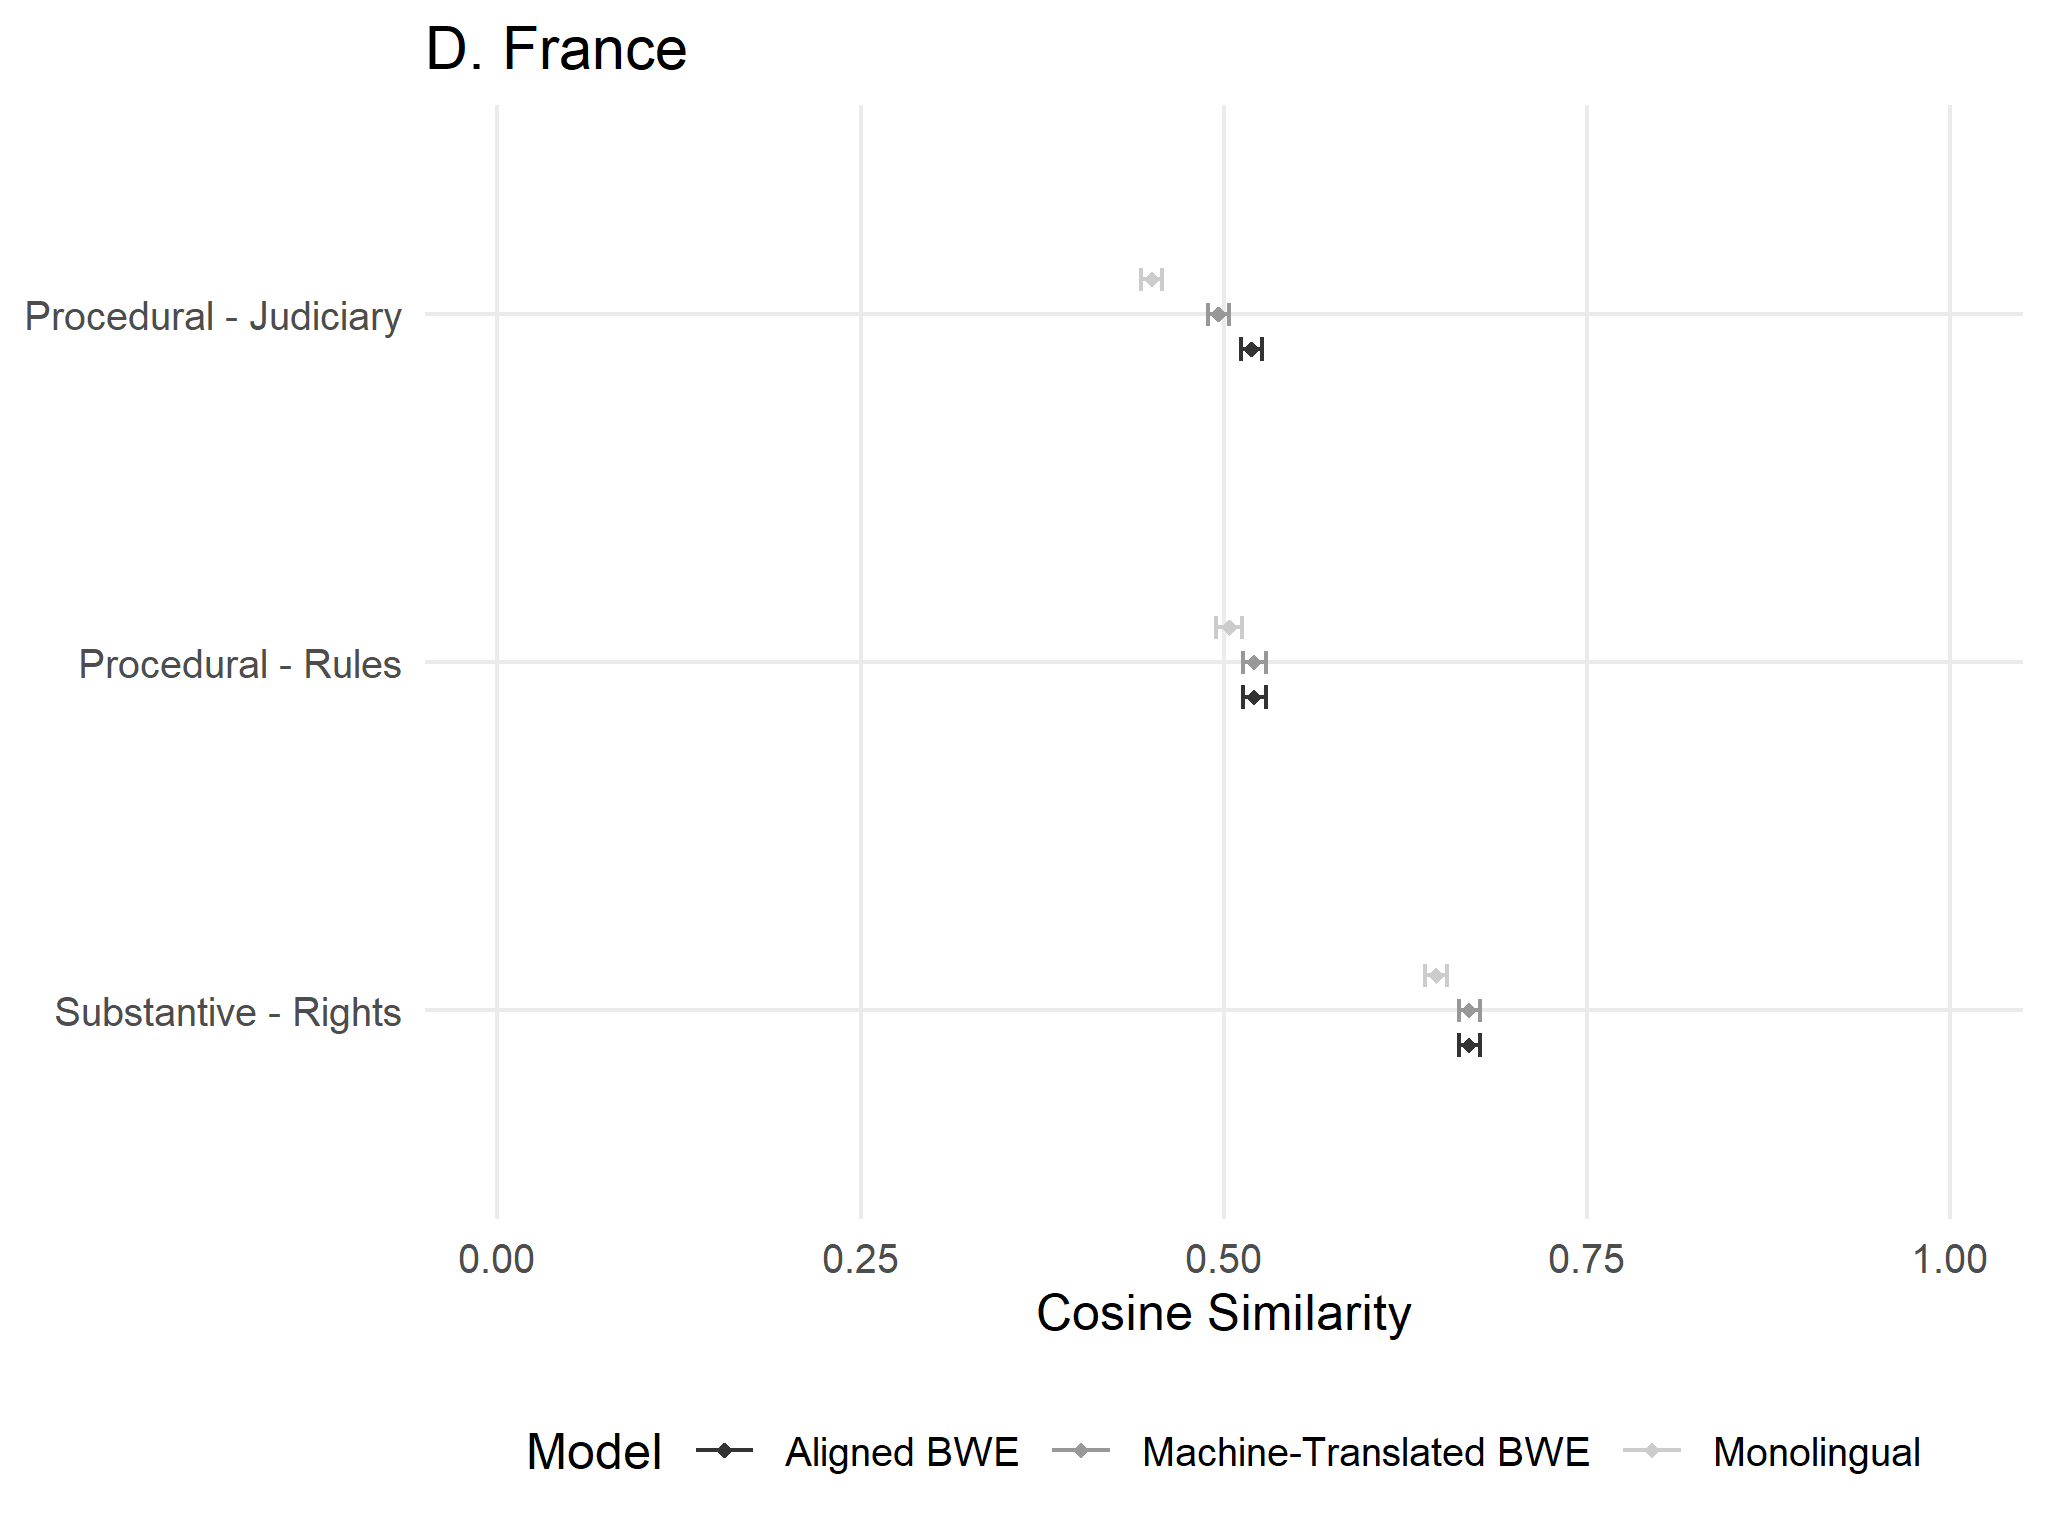 D. France
Procedural - Judiciary
Procedural - Rules
Substantive - Rights
0.00 0.25 0.50 0.75 1.00
Cosine Similarity
Model Aligned BWE Machine-Translated BWE Monolingual